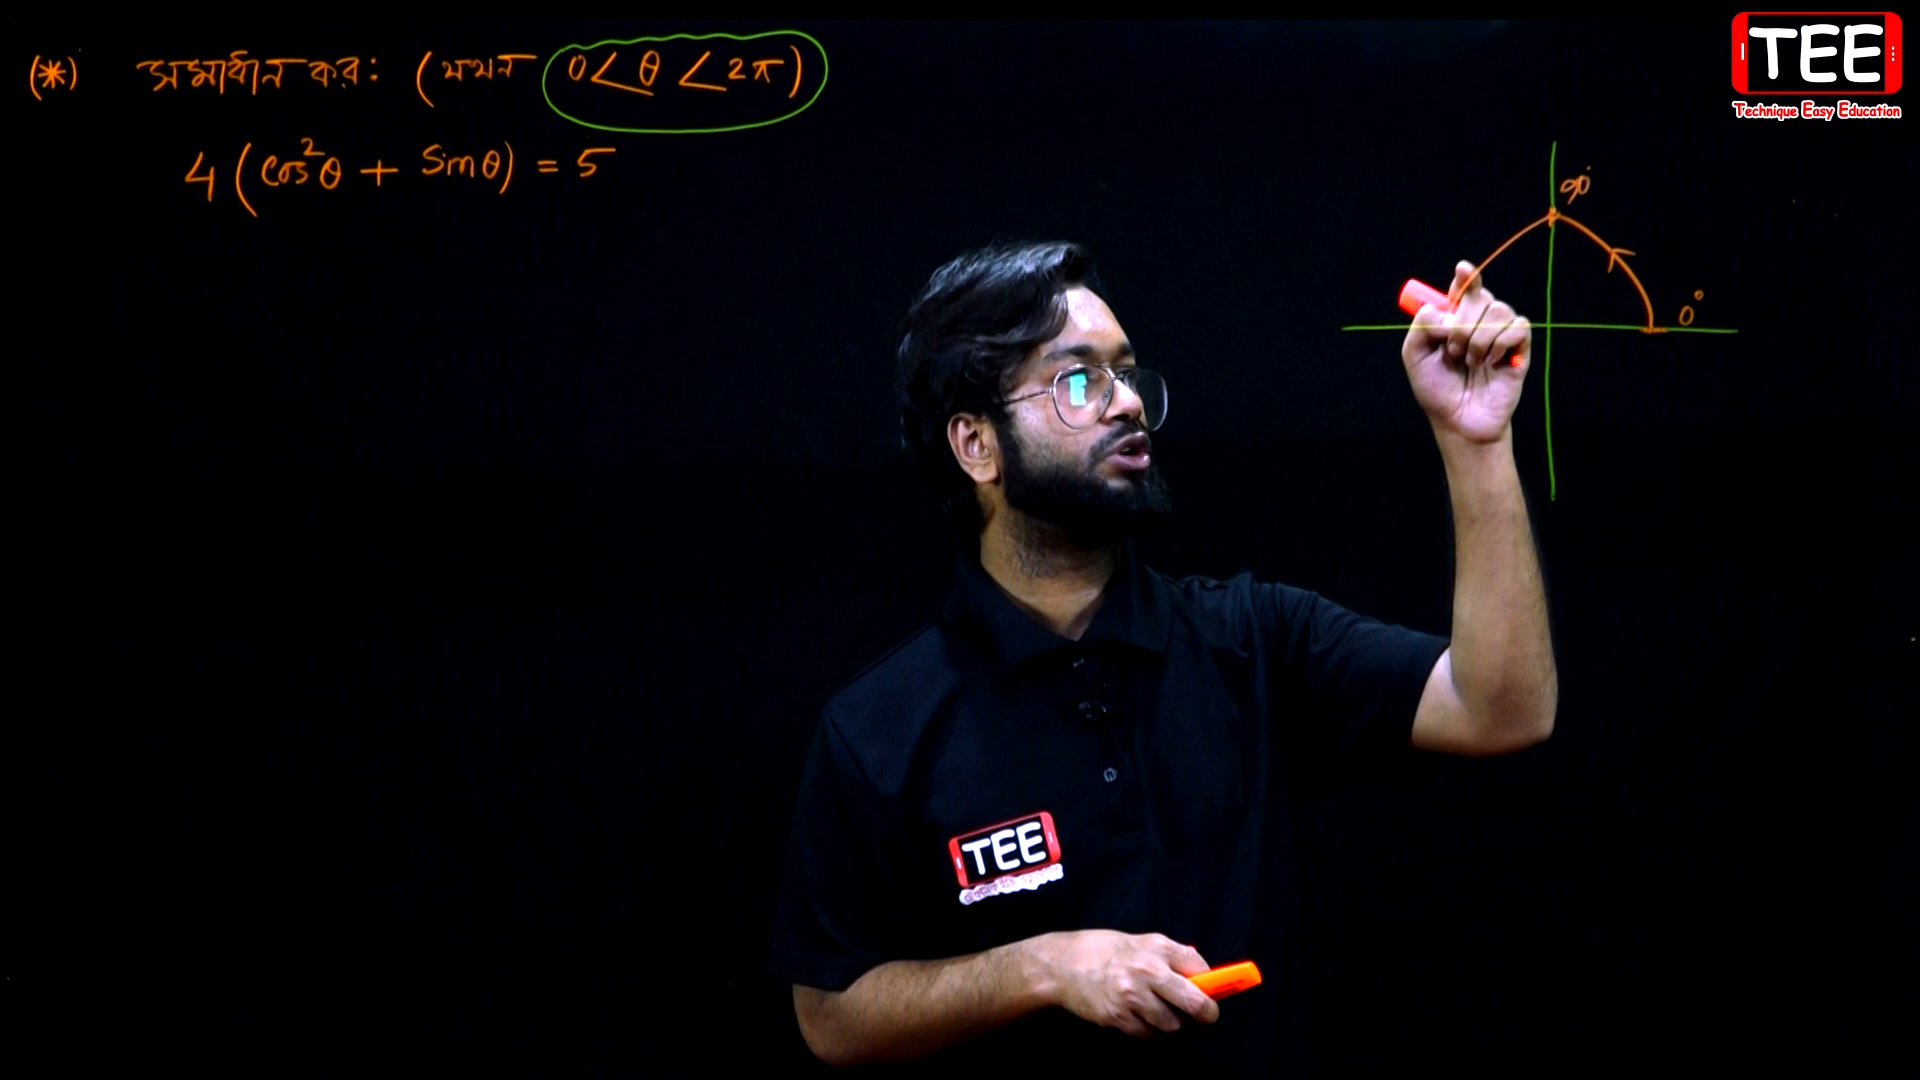 (*) সমাধান কর: (যখন 0 < θ < 2π)
4 (cos²θ + Sinθ) = 5
90°
0°
TEE
Technique Easy Education
TEE